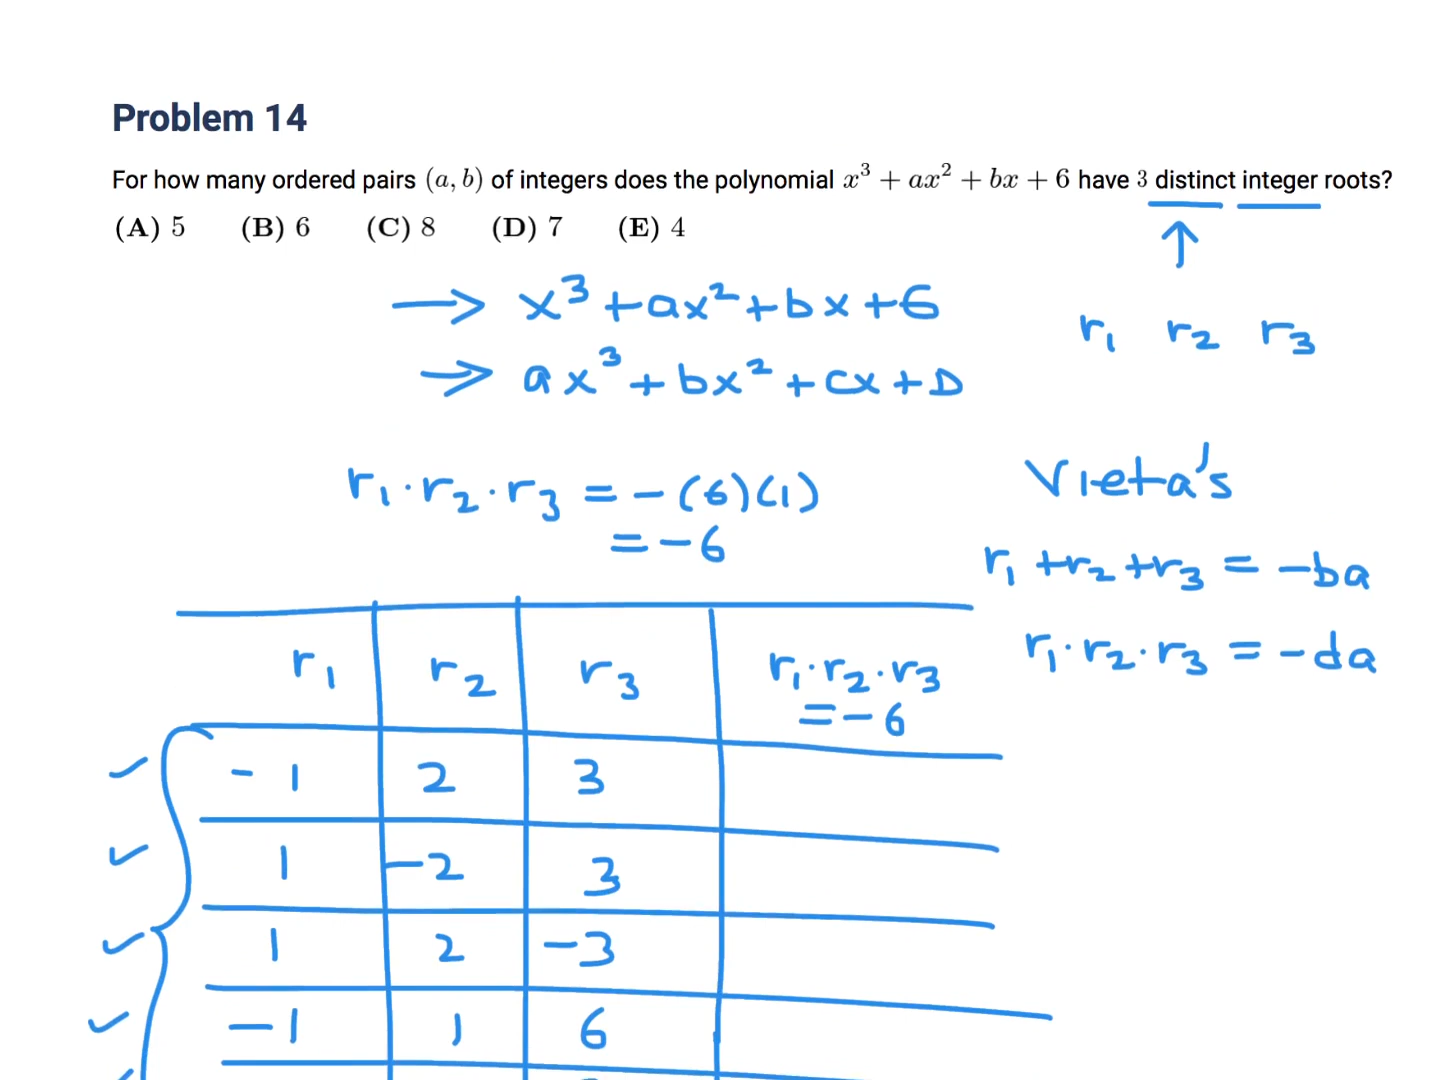 Problem 14
For how many ordered pairs (a, b) of integers does the polynomial x³ + ax² + bx + 6 have 3 distinct integer roots?
(A) 5 (B) 6 (C) 8 (D) 7 (E) 4
→ x³ + ax² + bx + 6
r₁ r₂ r₃
→ ax³ + bx² + cx + D
r₁ · r₂ · r₃ = -(6)(1)
= -6
Vieta's
r₁ + r₂ + r₃ = -ba
r₁ · r₂ · r₃ = -da
r₁ r₂ r₃ r₁ · r₂ · r₃
= -6
-1 2 3
1 -2 3
1 2 -3
-1 1 6